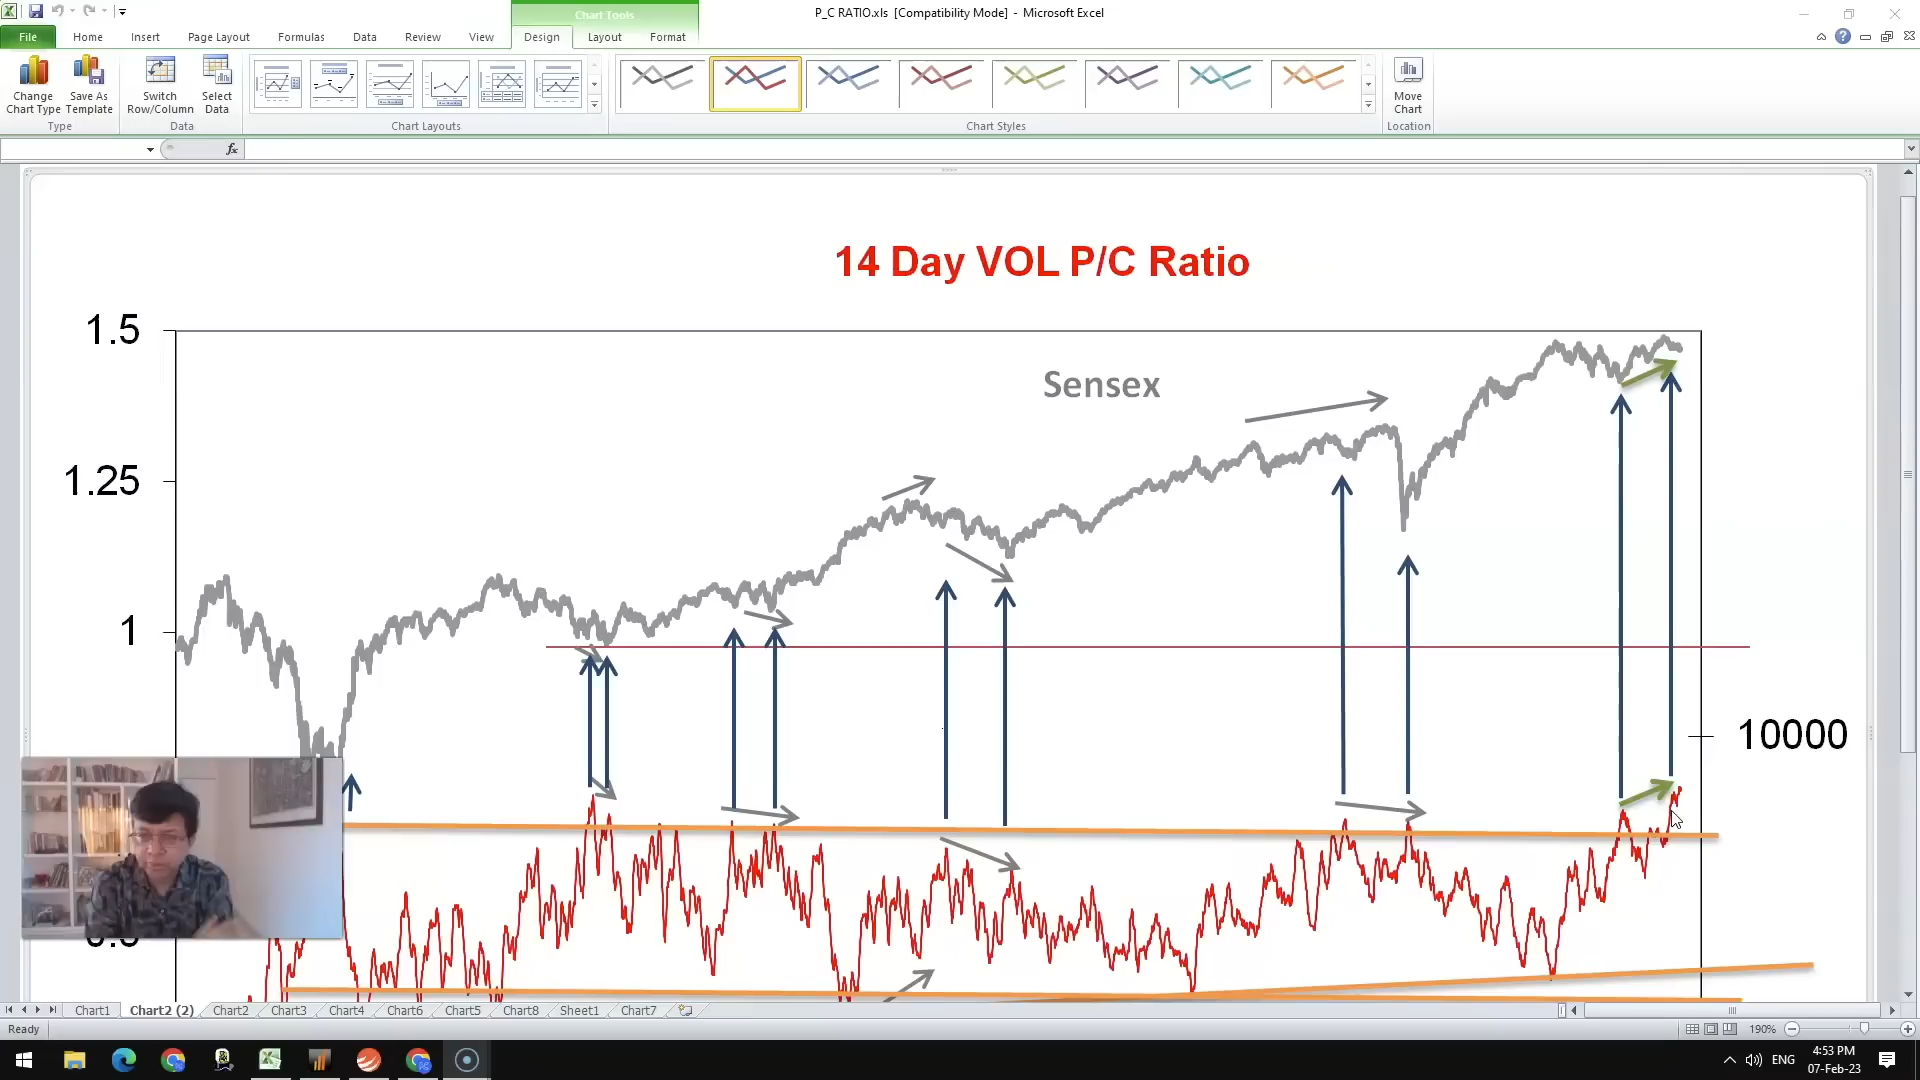 P_C RATIO.xls [Compatibility Mode] - Microsoft Excel
Chart Tools
File Home Insert Page Layout Formulas Data Review View Design Layout Format
Change Chart Type
Save As Template
Switch Row/Column
Select Data
Move Chart
Type Data Chart Layouts Chart Styles Location
fx
14 Day VOL P/C Ratio
1.5
Sensex
1.25
1
10000
Chart1 Chart2 (2) Chart2 Chart3 Chart4 Chart6 Chart5 Chart8 Sheet1 Chart7
Ready
190%
ENG
4:53 PM
07-Feb-23